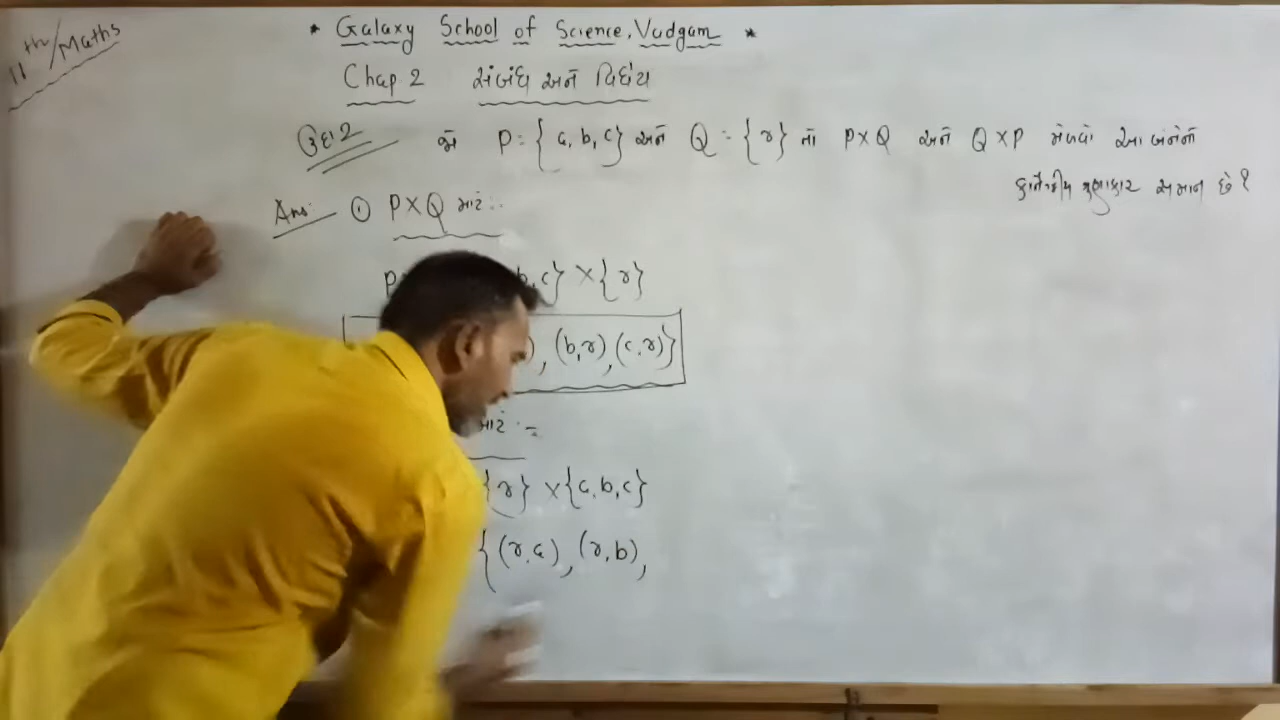 11th/Maths
* Galaxy School of Science, Vadgam *
Chap 2 સંબંધ અને વિધેય
ઉદા 2 જો P = { a, b, c} અને Q = {r} તો P×Q અને Q×P મેળવો આ બંનેનો
કાર્તેઝીય ગુણાકાર સમાન છે?
Ans: ① P×Q માટે :-
P b, c} ×{r}
), (b,r), (c,r)}
માટે :-
{r} ×{a, b, c}
{(r,a), (r,b),